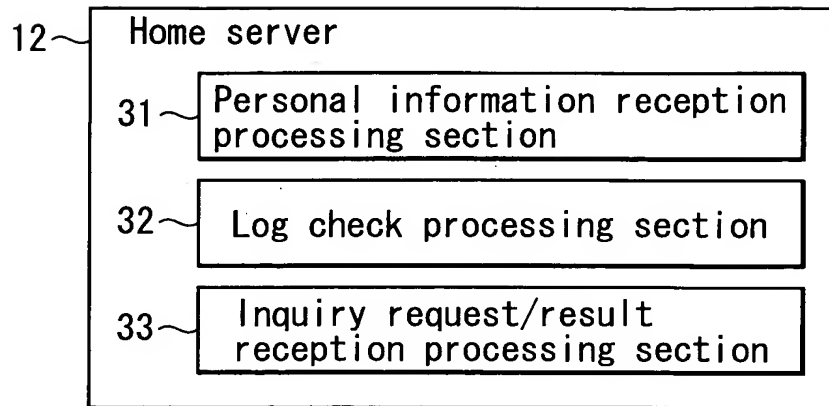 12 Home server
31 Personal information reception
processing section
32 Log check processing section
33 Inquiry request/result
reception processing section